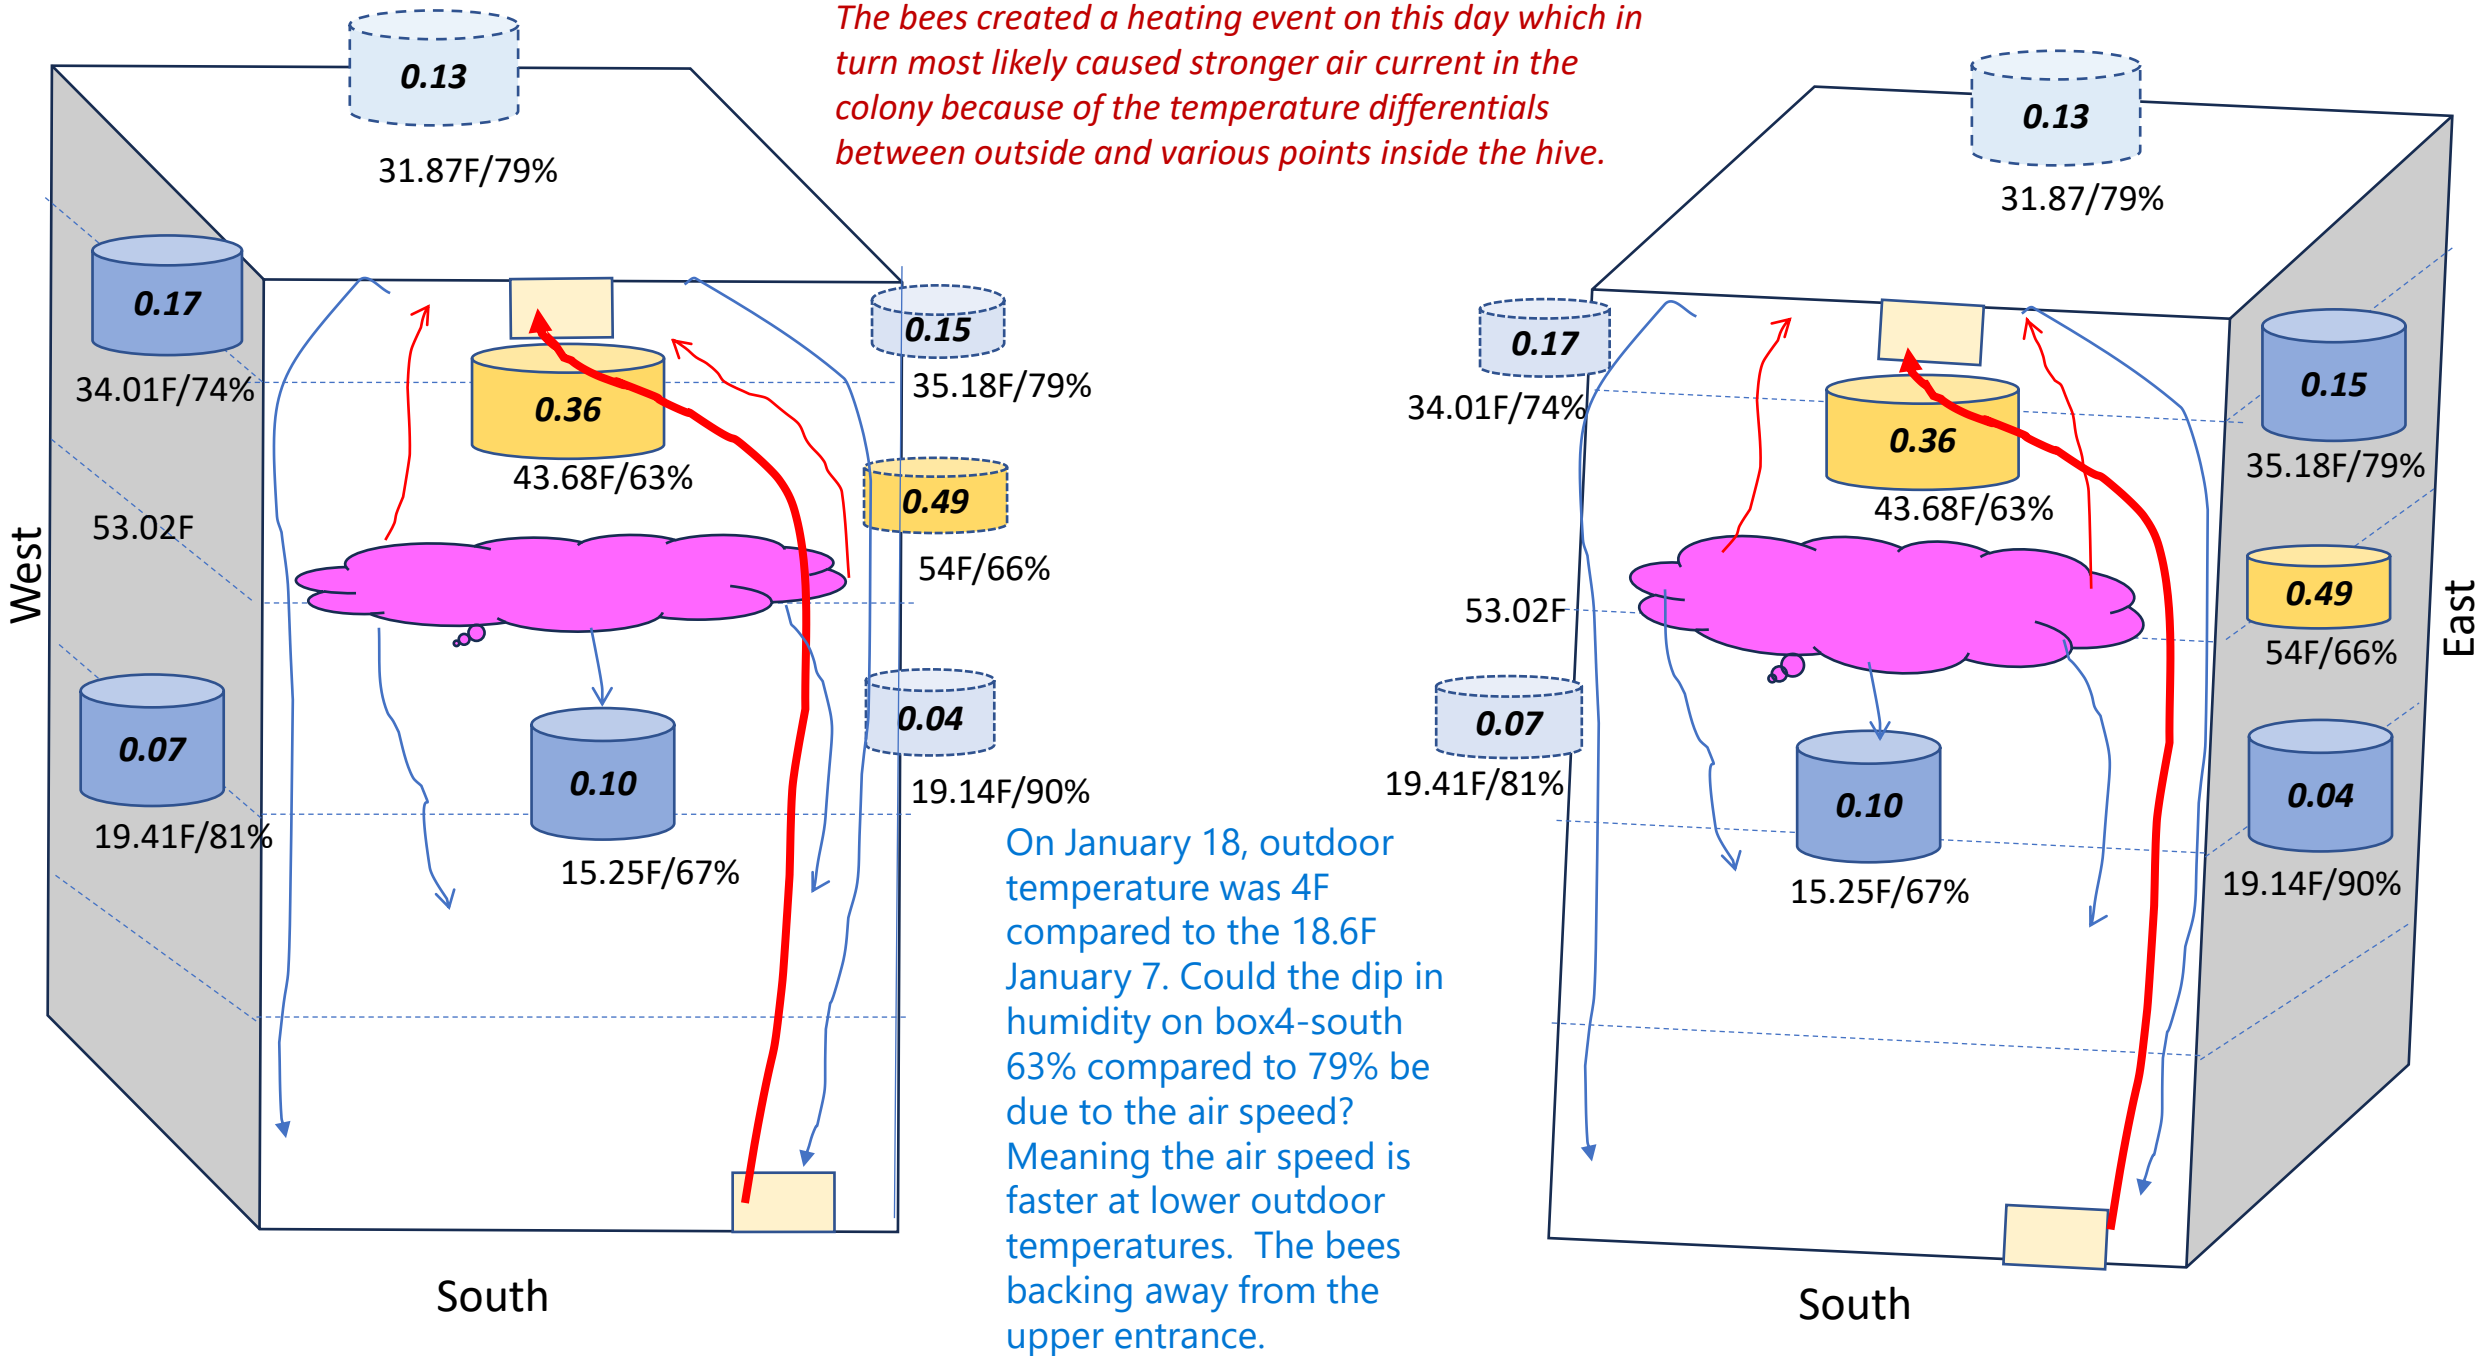 The bees created a heating event on this day which in
turn most likely caused stronger air current in the
colony because of the temperature differentials
between outside and various points inside the hive.
0.13
31.87F/79%
0.17
34.01F/74%
0.15
35.18F/79%
0.36
43.68F/63%
0.49
54F/66%
53.02F
West
0.07
19.41F/81%
0.10
15.25F/67%
0.04
19.14F/90%
South
On January 18, outdoor
temperature was 4F
compared to the 18.6F
January 7. Could the dip in
humidity on box4-south
63% compared to 79% be
due to the air speed?
Meaning the air speed is
faster at lower outdoor
temperatures.  The bees
backing away from the
upper entrance.
0.13
31.87/79%
0.17
34.01F/74%
0.36
43.68F/63%
0.15
35.18F/79%
53.02F
0.49
54F/66%
East
0.07
19.41F/81%
0.10
15.25F/67%
0.04
19.14F/90%
South